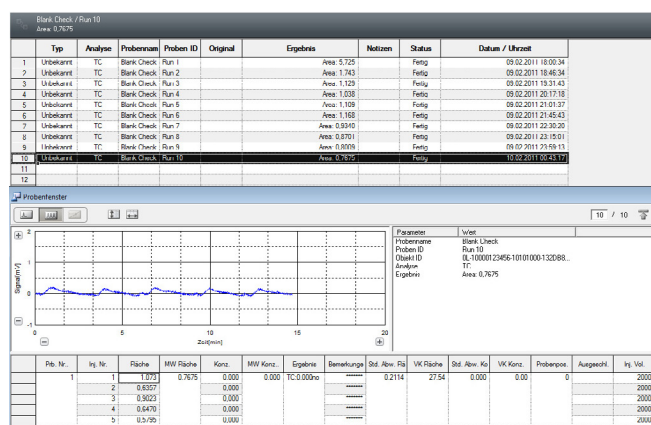 Blank Check / Run 10
Area: 0,7675
Typ Analyse Probennam Proben ID Original Ergebnis Notizen Status Datum / Uhrzeit
1 Unbekannt TC Blank Check Run 1 Area: 5,725 Fertig 09.02.2011 18:00:34
2 Unbekannt TC Blank Check Run 2 Area: 1,743 Fertig 09.02.2011 18:46:34
3 Unbekannt TC Blank Check Run 3 Area: 1,129 Fertig 09.02.2011 19:31:43
4 Unbekannt TC Blank Check Run 4 Area: 1,038 Fertig 09.02.2011 20:17:18
5 Unbekannt TC Blank Check Run 5 Area: 1,109 Fertig 09.02.2011 21:01:37
6 Unbekannt TC Blank Check Run 6 Area: 1,168 Fertig 09.02.2011 21:45:43
7 Unbekannt TC Blank Check Run 7 Area: 0,9340 Fertig 09.02.2011 22:30:20
8 Unbekannt TC Blank Check Run 8 Area: 0,8701 Fertig 09.02.2011 23:15:01
9 Unbekannt TC Blank Check Run 9 Area: 0,8009 Fertig 09.02.2011 23:59:13
10 Unbekannt TC Blank Check Run 10 Area: 0,7675 Fertig 10.02.2011 00:43:17
11
12
Probenfenster
10 / 10
Parameter Wert
Probenname Blank Check
Proben ID Run 10
Objekt ID 0L-10000123456-10101000-132DB8...
Analyse TC
Ergebnis Area: 0,7675
Signal[mV]
2
1
0
-1
0 5 10 15 20
Zeit[min]
Prb. Nr. Inj. Nr. Fläche MW Fläche Konz. MW Konz. Ergebnis Bemerkunge Std. Abw. Flä VK Fläche Std. Abw. Ko VK Konz. Probenpos. Ausgeschl. Inj. Vol.
1 1 1,073 0.7675 0,000 0.000 TC:0.000no ******* 0.2114 27.54 0.000 0.00 0 2000
2 0,6357 0,000 ******* 2000
3 0,9023 0,000 ******* 2000
4 0,6470 0,000 ******* 2000
5 0,5795 0,000 ******* 2000